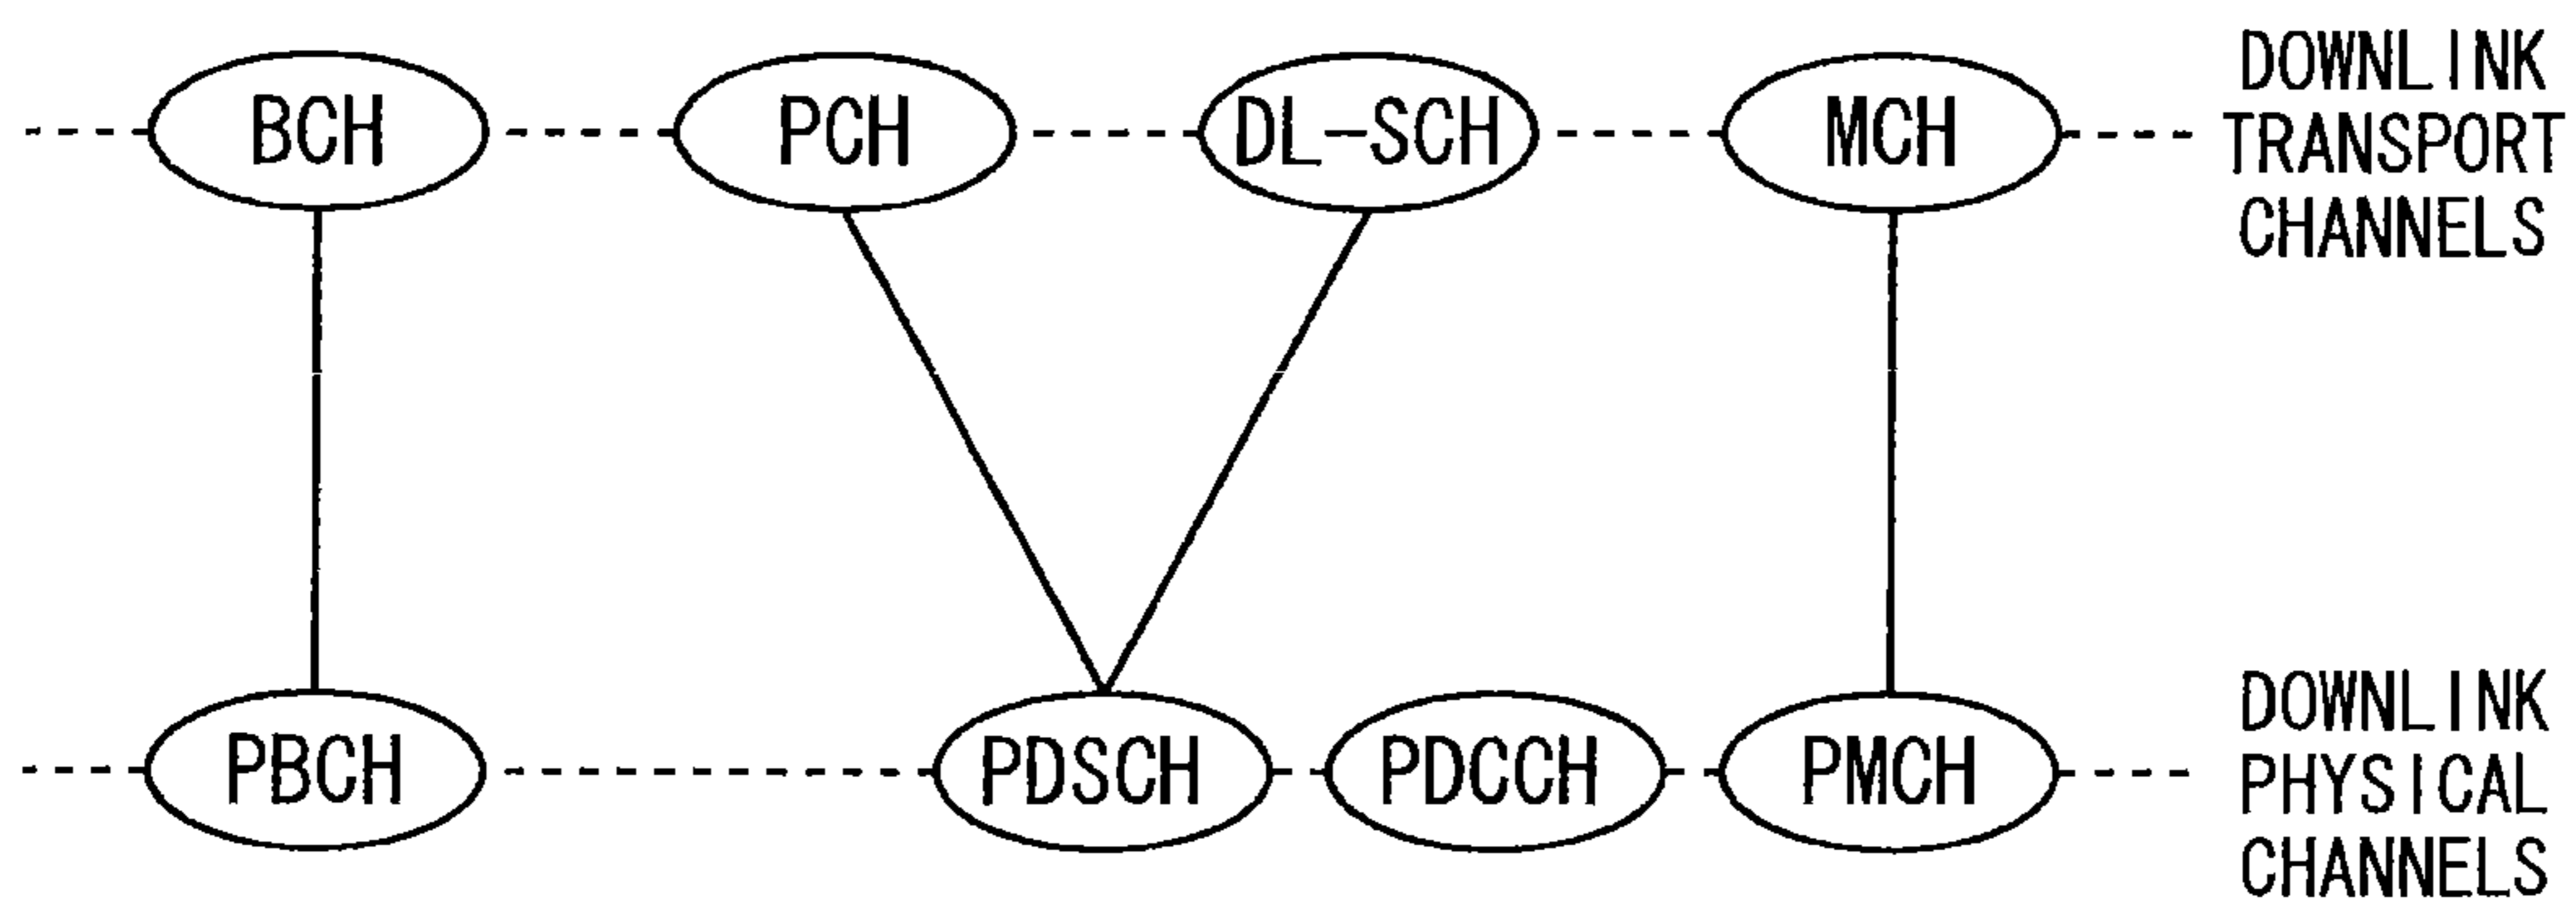 BCH
PCH
DL-SCH
MCH
DOWNLINK
TRANSPORT
CHANNELS
PBCH
PDSCH
PDCCH
PMCH
DOWNLINK
PHYSICAL
CHANNELS